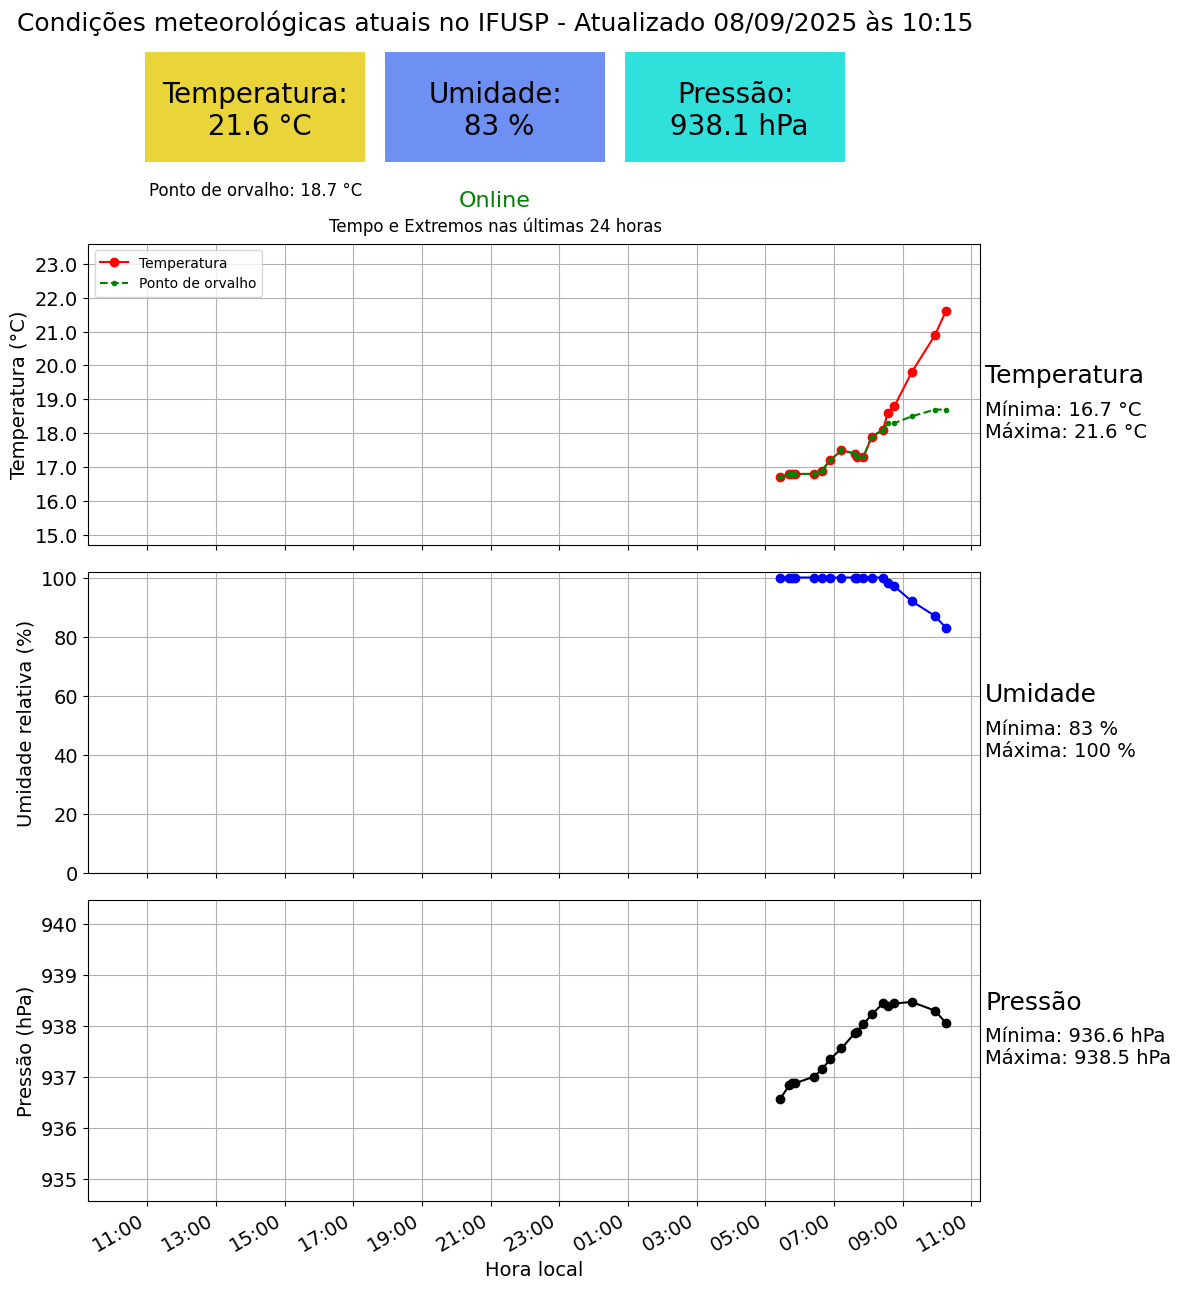 Condições meteorológicas atuais no IFUSP - Atualizado 08/09/2025 às 10:15
Temperatura:
21.6 °C
Umidade:
83 %
Pressão:
938.1 hPa
Ponto de orvalho: 18.7 °C
Online
Tempo e Extremos nas últimas 24 horas
Temperatura (°C)
23.0
22.0
21.0
20.0
19.0
18.0
17.0
16.0
15.0
Temperatura
Ponto de orvalho
Temperatura
Mínima: 16.7 °C
Máxima: 21.6 °C
Umidade relativa (%)
100
80
60
40
20
0
Umidade
Mínima: 83 %
Máxima: 100 %
Pressão (hPa)
940
939
938
937
936
935
Pressão
Mínima: 936.6 hPa
Máxima: 938.5 hPa
11:00
13:00
15:00
17:00
19:00
21:00
23:00
01:00
03:00
05:00
07:00
09:00
11:00
Hora local